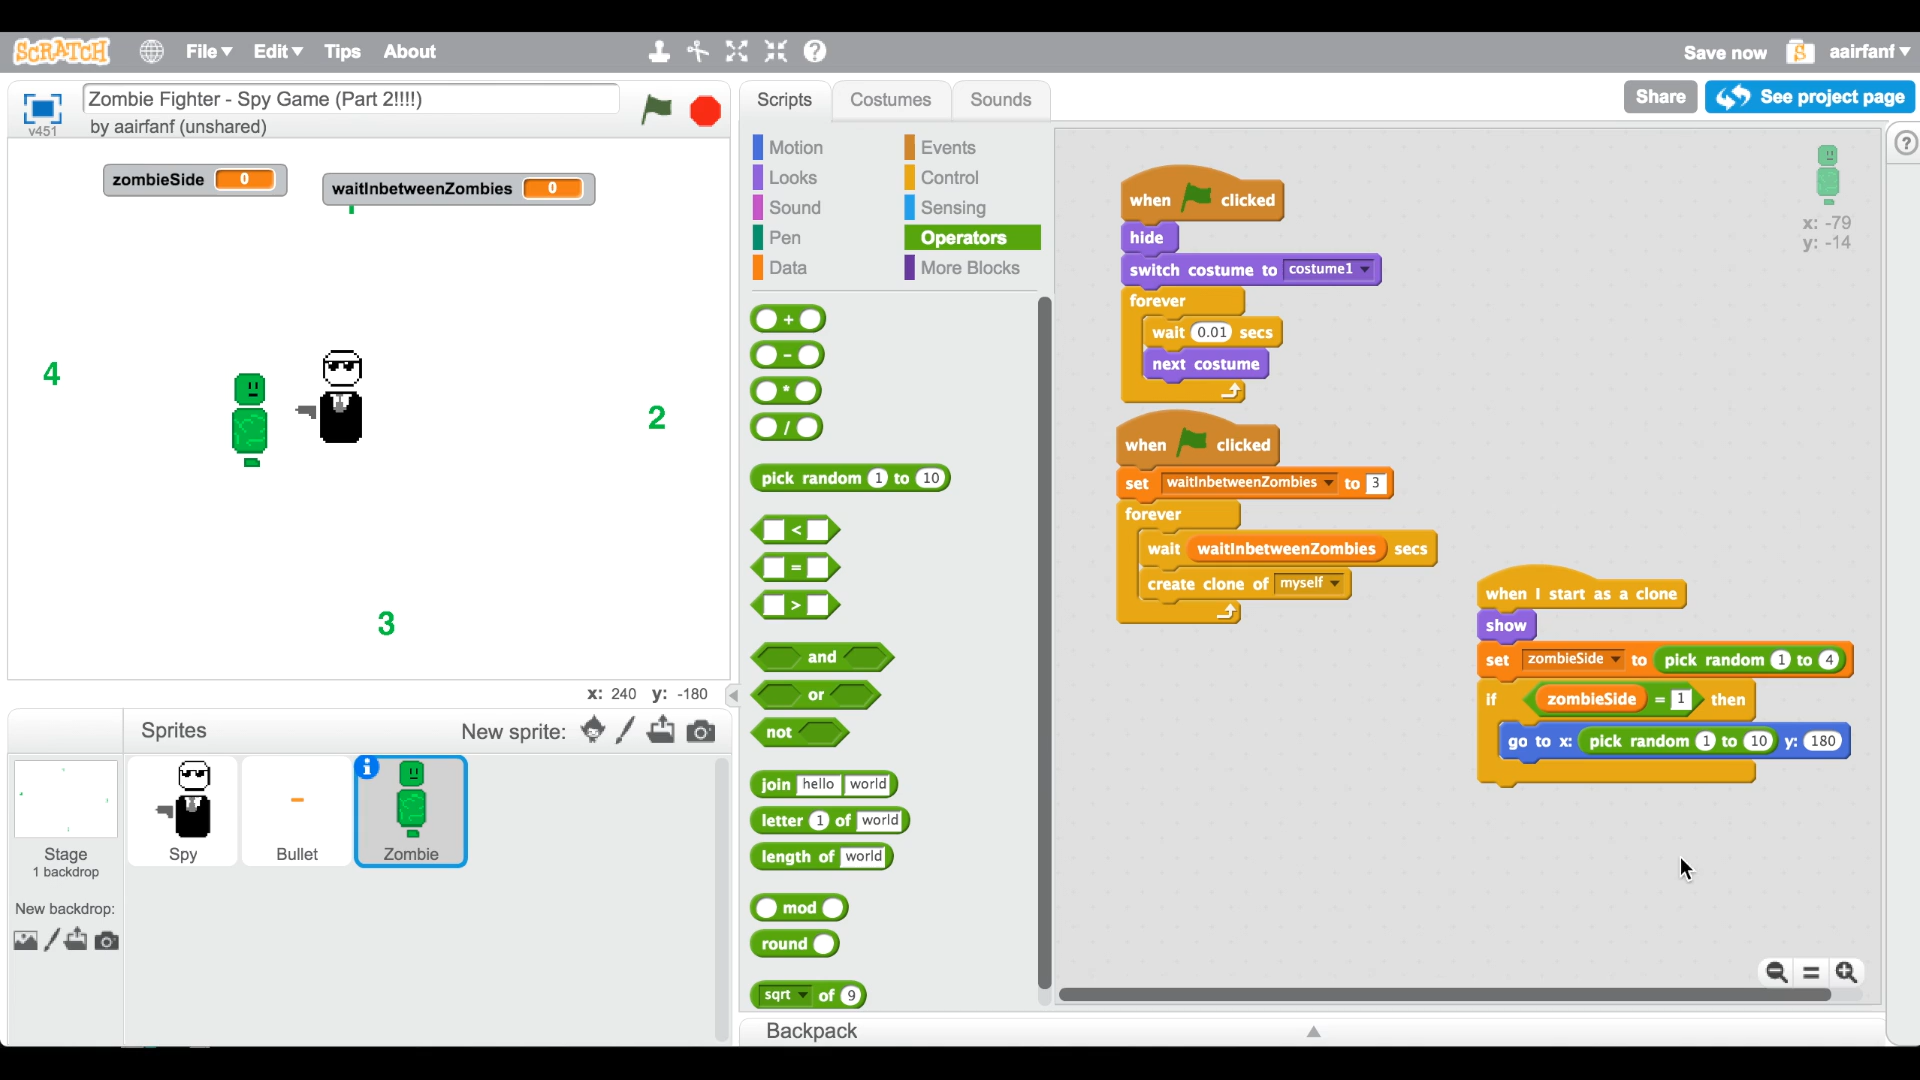 SCRATCH File Edit Tips About Save now S aairfanf
v451
Zombie Fighter - Spy Game (Part 2!!!!)
by aairfanf (unshared)
Scripts Costumes Sounds
Share See project page
zombieSide 0
waitInbetweenZombies 0
4
2
3
x: 240 y: -180
Sprites New sprite:
Stage
1 backdrop
New backdrop:
Spy
Bullet
Zombie
Motion Events
Looks Control
Sound Sensing
Pen Operators
Data More Blocks
+
-
*
/
pick random 1 to 10
<
=
>
and
or
not
join hello world
letter 1 of world
length of world
mod
round
sqrt of 9
when clicked
hide
switch costume to costume1
forever
wait 0.01 secs
next costume
when clicked
set waitInbetweenZombies to 3
forever
wait waitInbetweenZombies secs
create clone of myself
when I start as a clone
show
set zombieSide to pick random 1 to 4
if zombieSide = 1 then
go to x: pick random 1 to 10 y: 180
x: -79
y: -14
?
Backpack